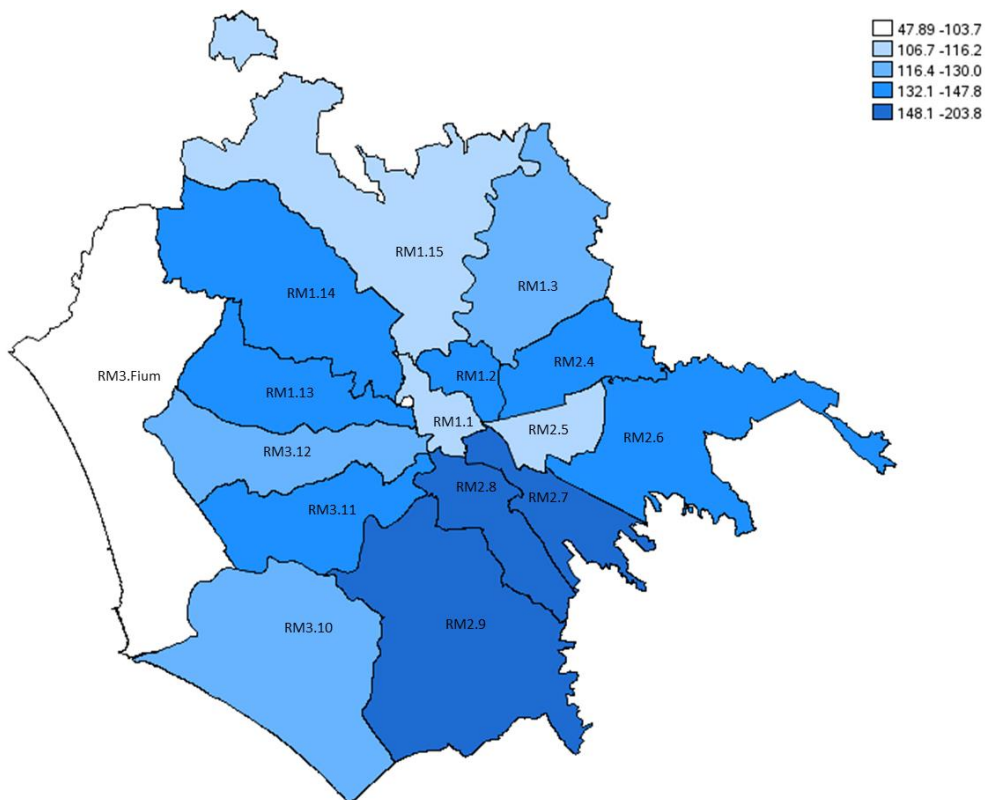 47.89 -103.7
106.7 -116.2
116.4 -130.0
132.1 -147.8
148.1 -203.8
RM1.15
RM1.3
RM1.14
RM2.4
RM3.Fium
RM1.2
RM1.13
RM1.1
RM2.5
RM2.6
RM3.12
RM2.8
RM2.7
RM3.11
RM3.10
RM2.9